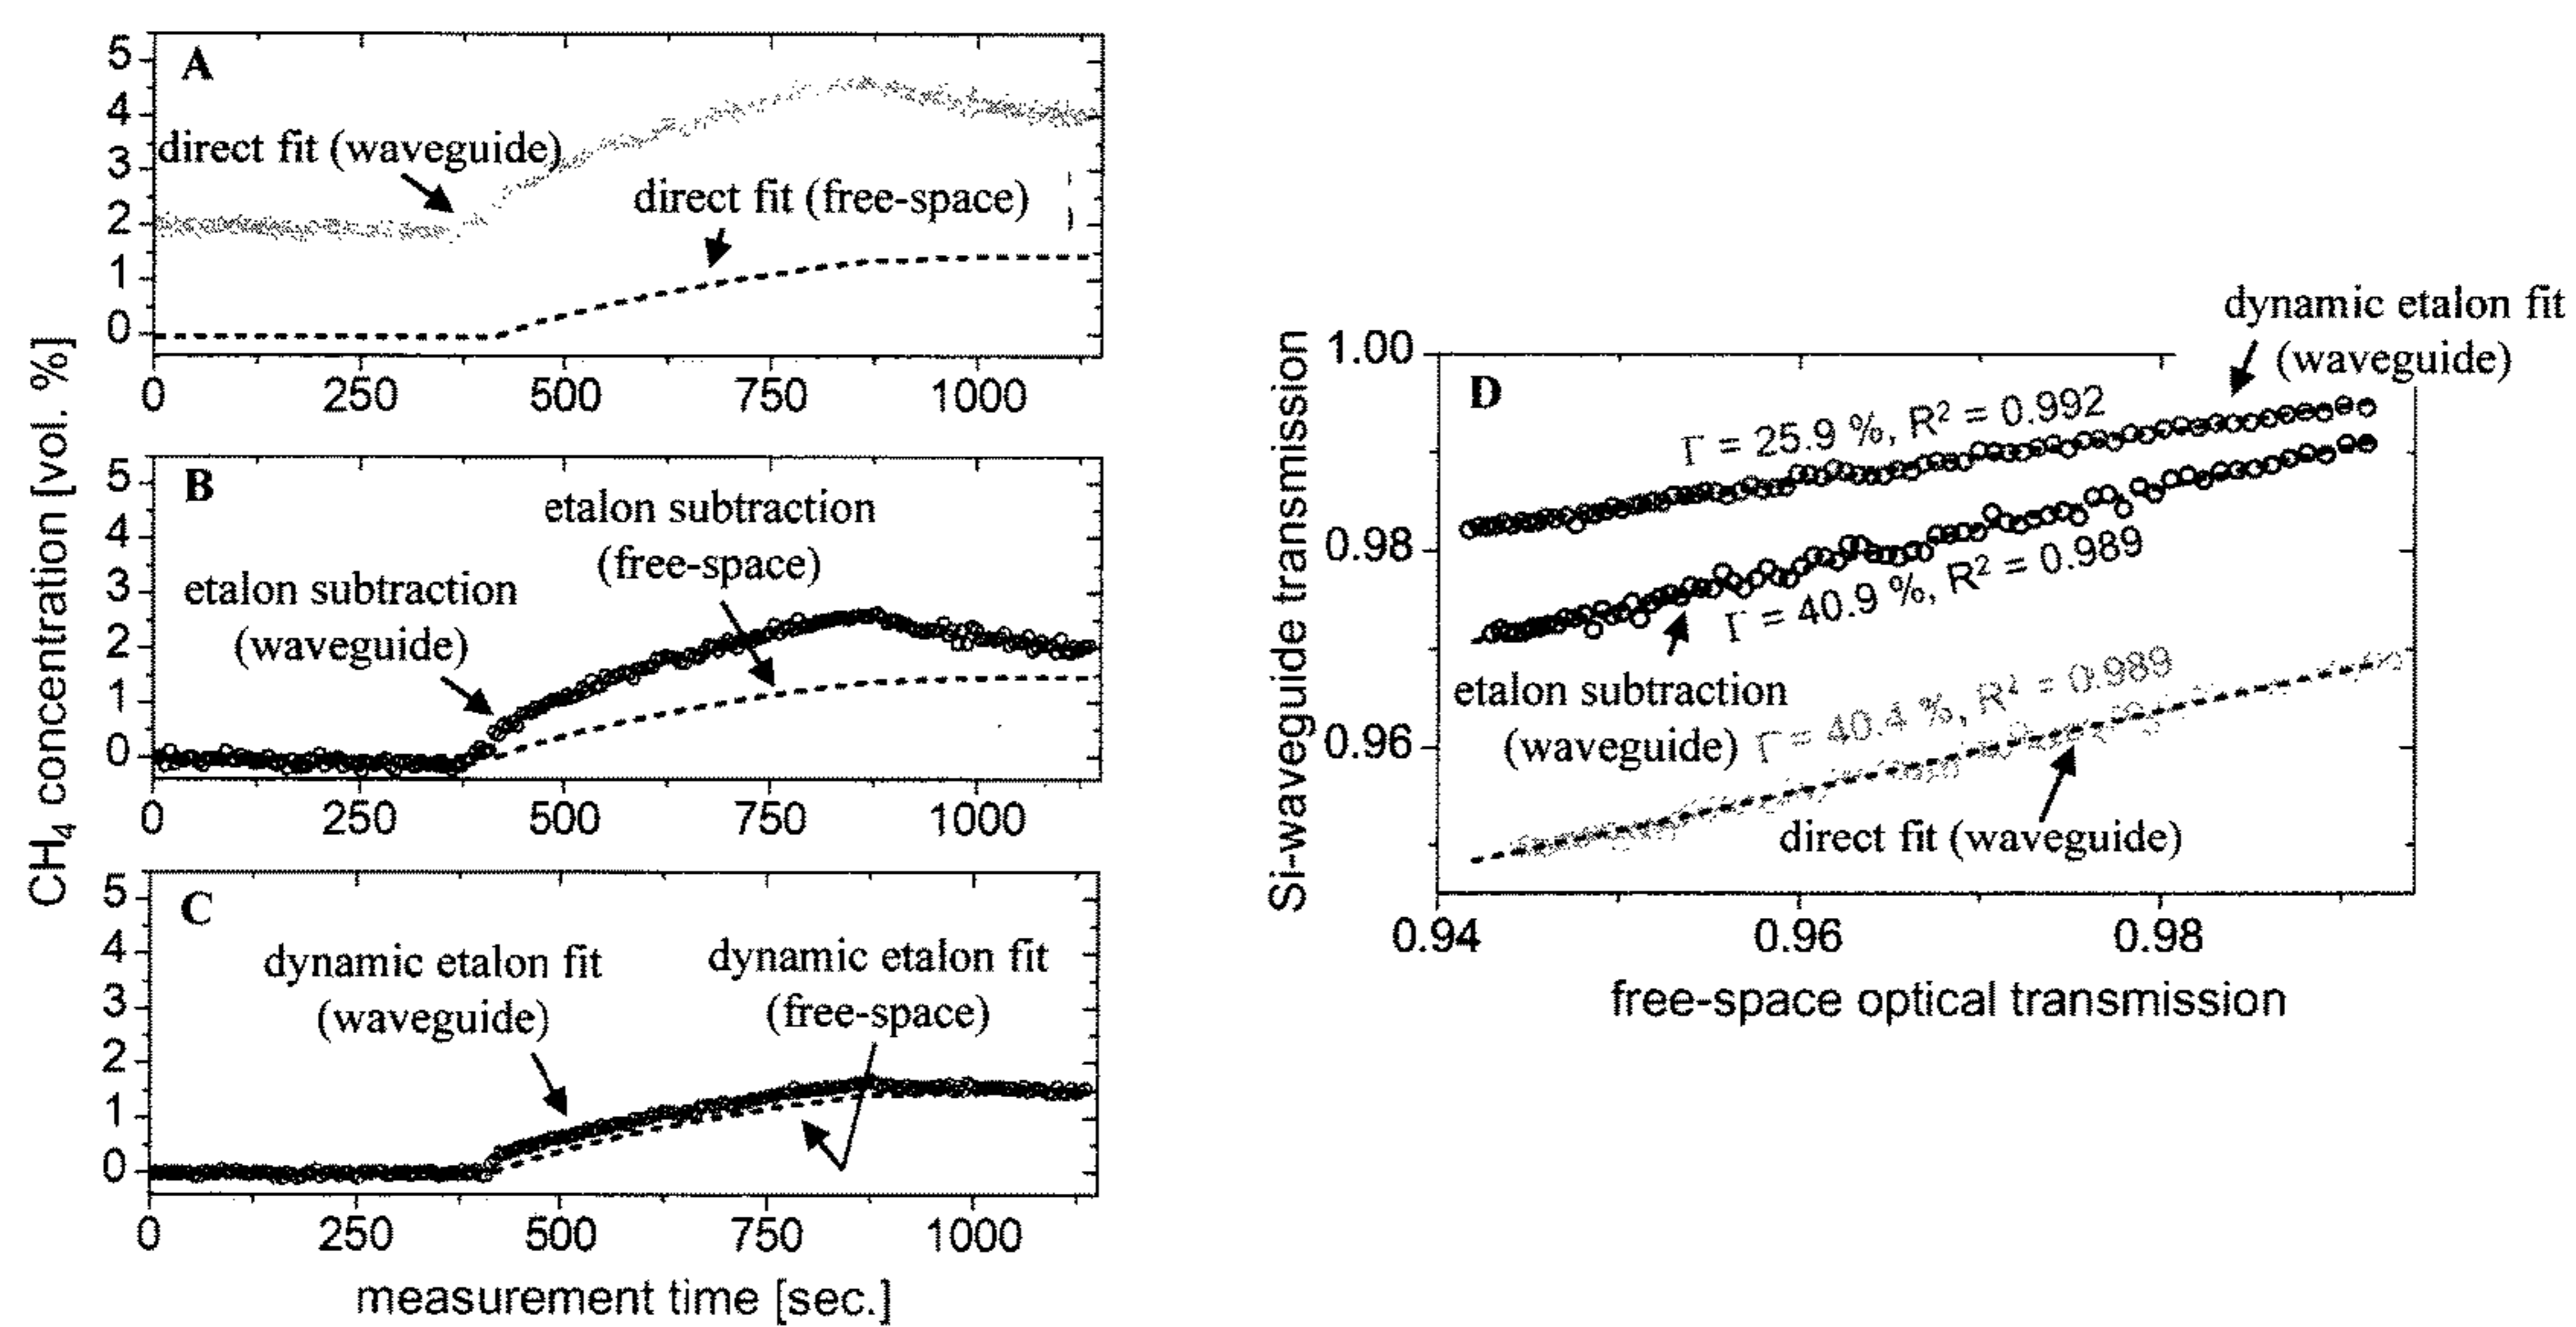 CH4 concentration [vol. %]
A
5
4
3
2
1
0
direct fit (waveguide)
direct fit (free-space)
0 250 500 750 1000
B
5
4
3
2
1
0
etalon subtraction
(free-space)
etalon subtraction
(waveguide)
0 250 500 750 1000
C
5
4
3
2
1
0
dynamic etalon fit
(waveguide)
dynamic etalon fit
(free-space)
0 250 500 750 1000
measurement time [sec.]
Si-waveguide transmission
1.00
0.98
0.96
D
dynamic etalon fit
(waveguide)
Γ = 25.9 %, R² = 0.992
Γ = 40.9 %, R² = 0.989
etalon subtraction
(waveguide)
Γ = 40.4 %, R² = 0.989
direct fit (waveguide)
0.94 0.96 0.98
free-space optical transmission